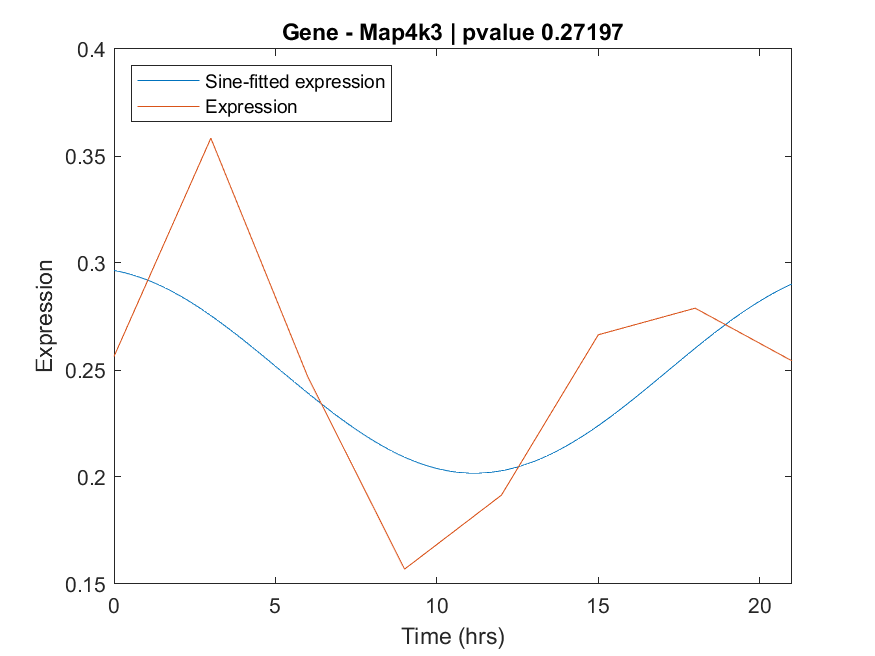 Gene - Map4k3 | pvalue 0.27197
0.4
0.35
0.3
0.25
0.2
0.15
Expression
Sine-fitted expression
Expression
0
5
10
15
20
Time (hrs)